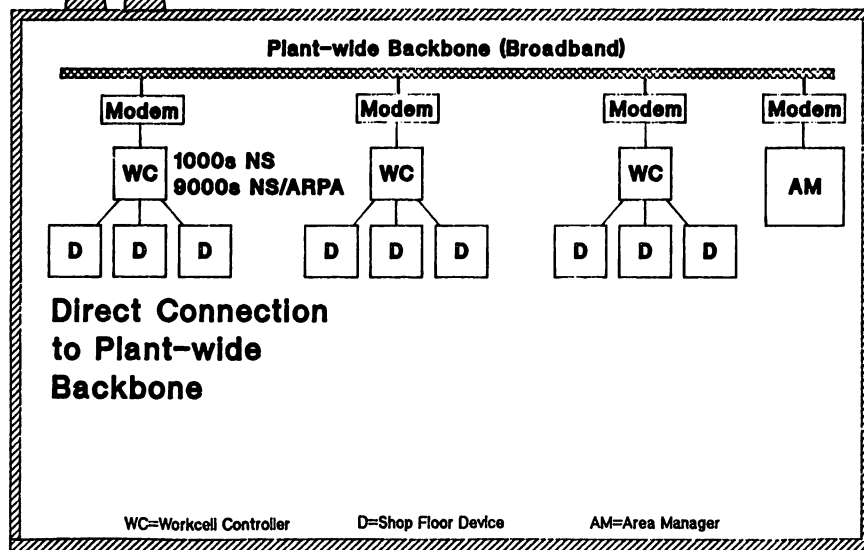 Plant-wide Backbone (Broadband)
Modem Modem Modem Modem
1000s NS
WC 9000s NS/ARPA WC WC AM
D D D D D D D D D
Direct Connection
to Plant-wide
Backbone
WC=Workcell Controller D=Shop Floor Device AM=Area Manager